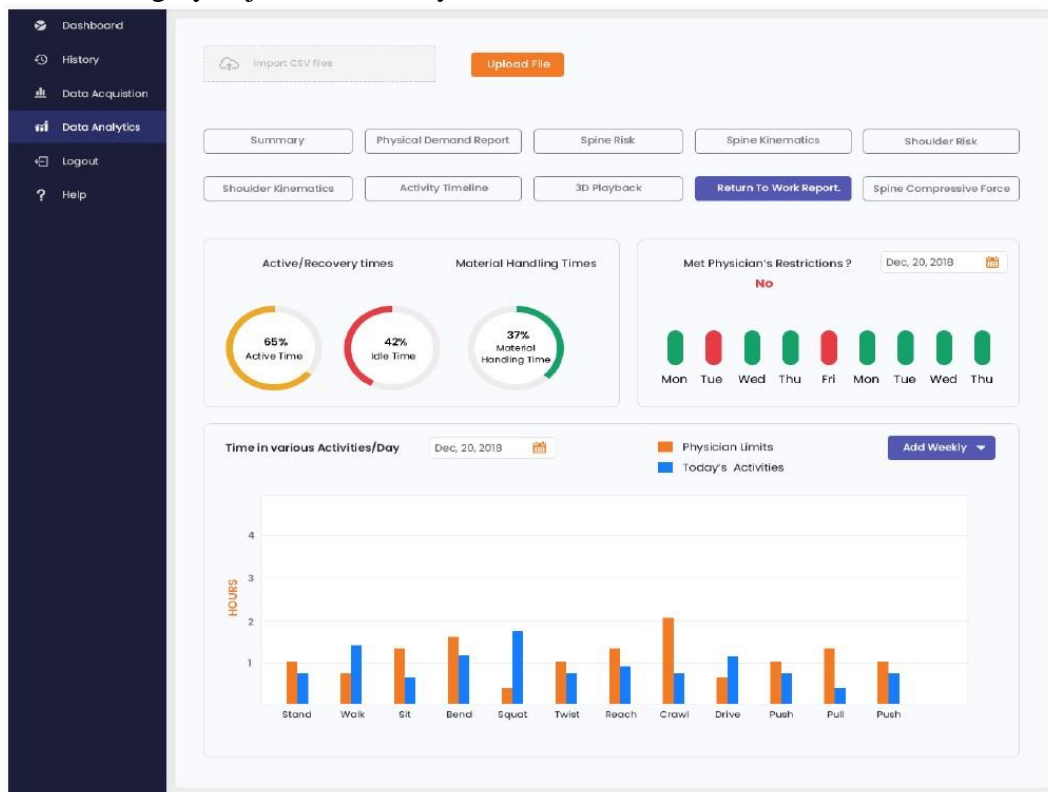 Dashboard
History
Data Acquistion
Data Analytics
Logout
? Help
Import CSV files
Upload File
Summary
Physical Demand Report
Spine Risk
Spine Kinematics
Shoulder Risk
Shoulder Kinematics
Activity Timeline
3D Playback
Return To Work Report.
Spine Compressive Force
Active/Recovery times
Material Handling Times
65%
Active Time
42%
Idle Time
37%
Material
Handling Time
Met Physician's Restrictions ?
No
Dec, 20, 2018
Mon Tue Wed Thu Fri Mon Tue Wed Thu
Time in various Activities/Day
Dec, 20, 2018
Physician Limits
Today's Activities
Add Weekly
HOURS
4
3
2
1
Stand Walk Sit Bend Squat Twist Reach Crawl Drive Push Pull Push